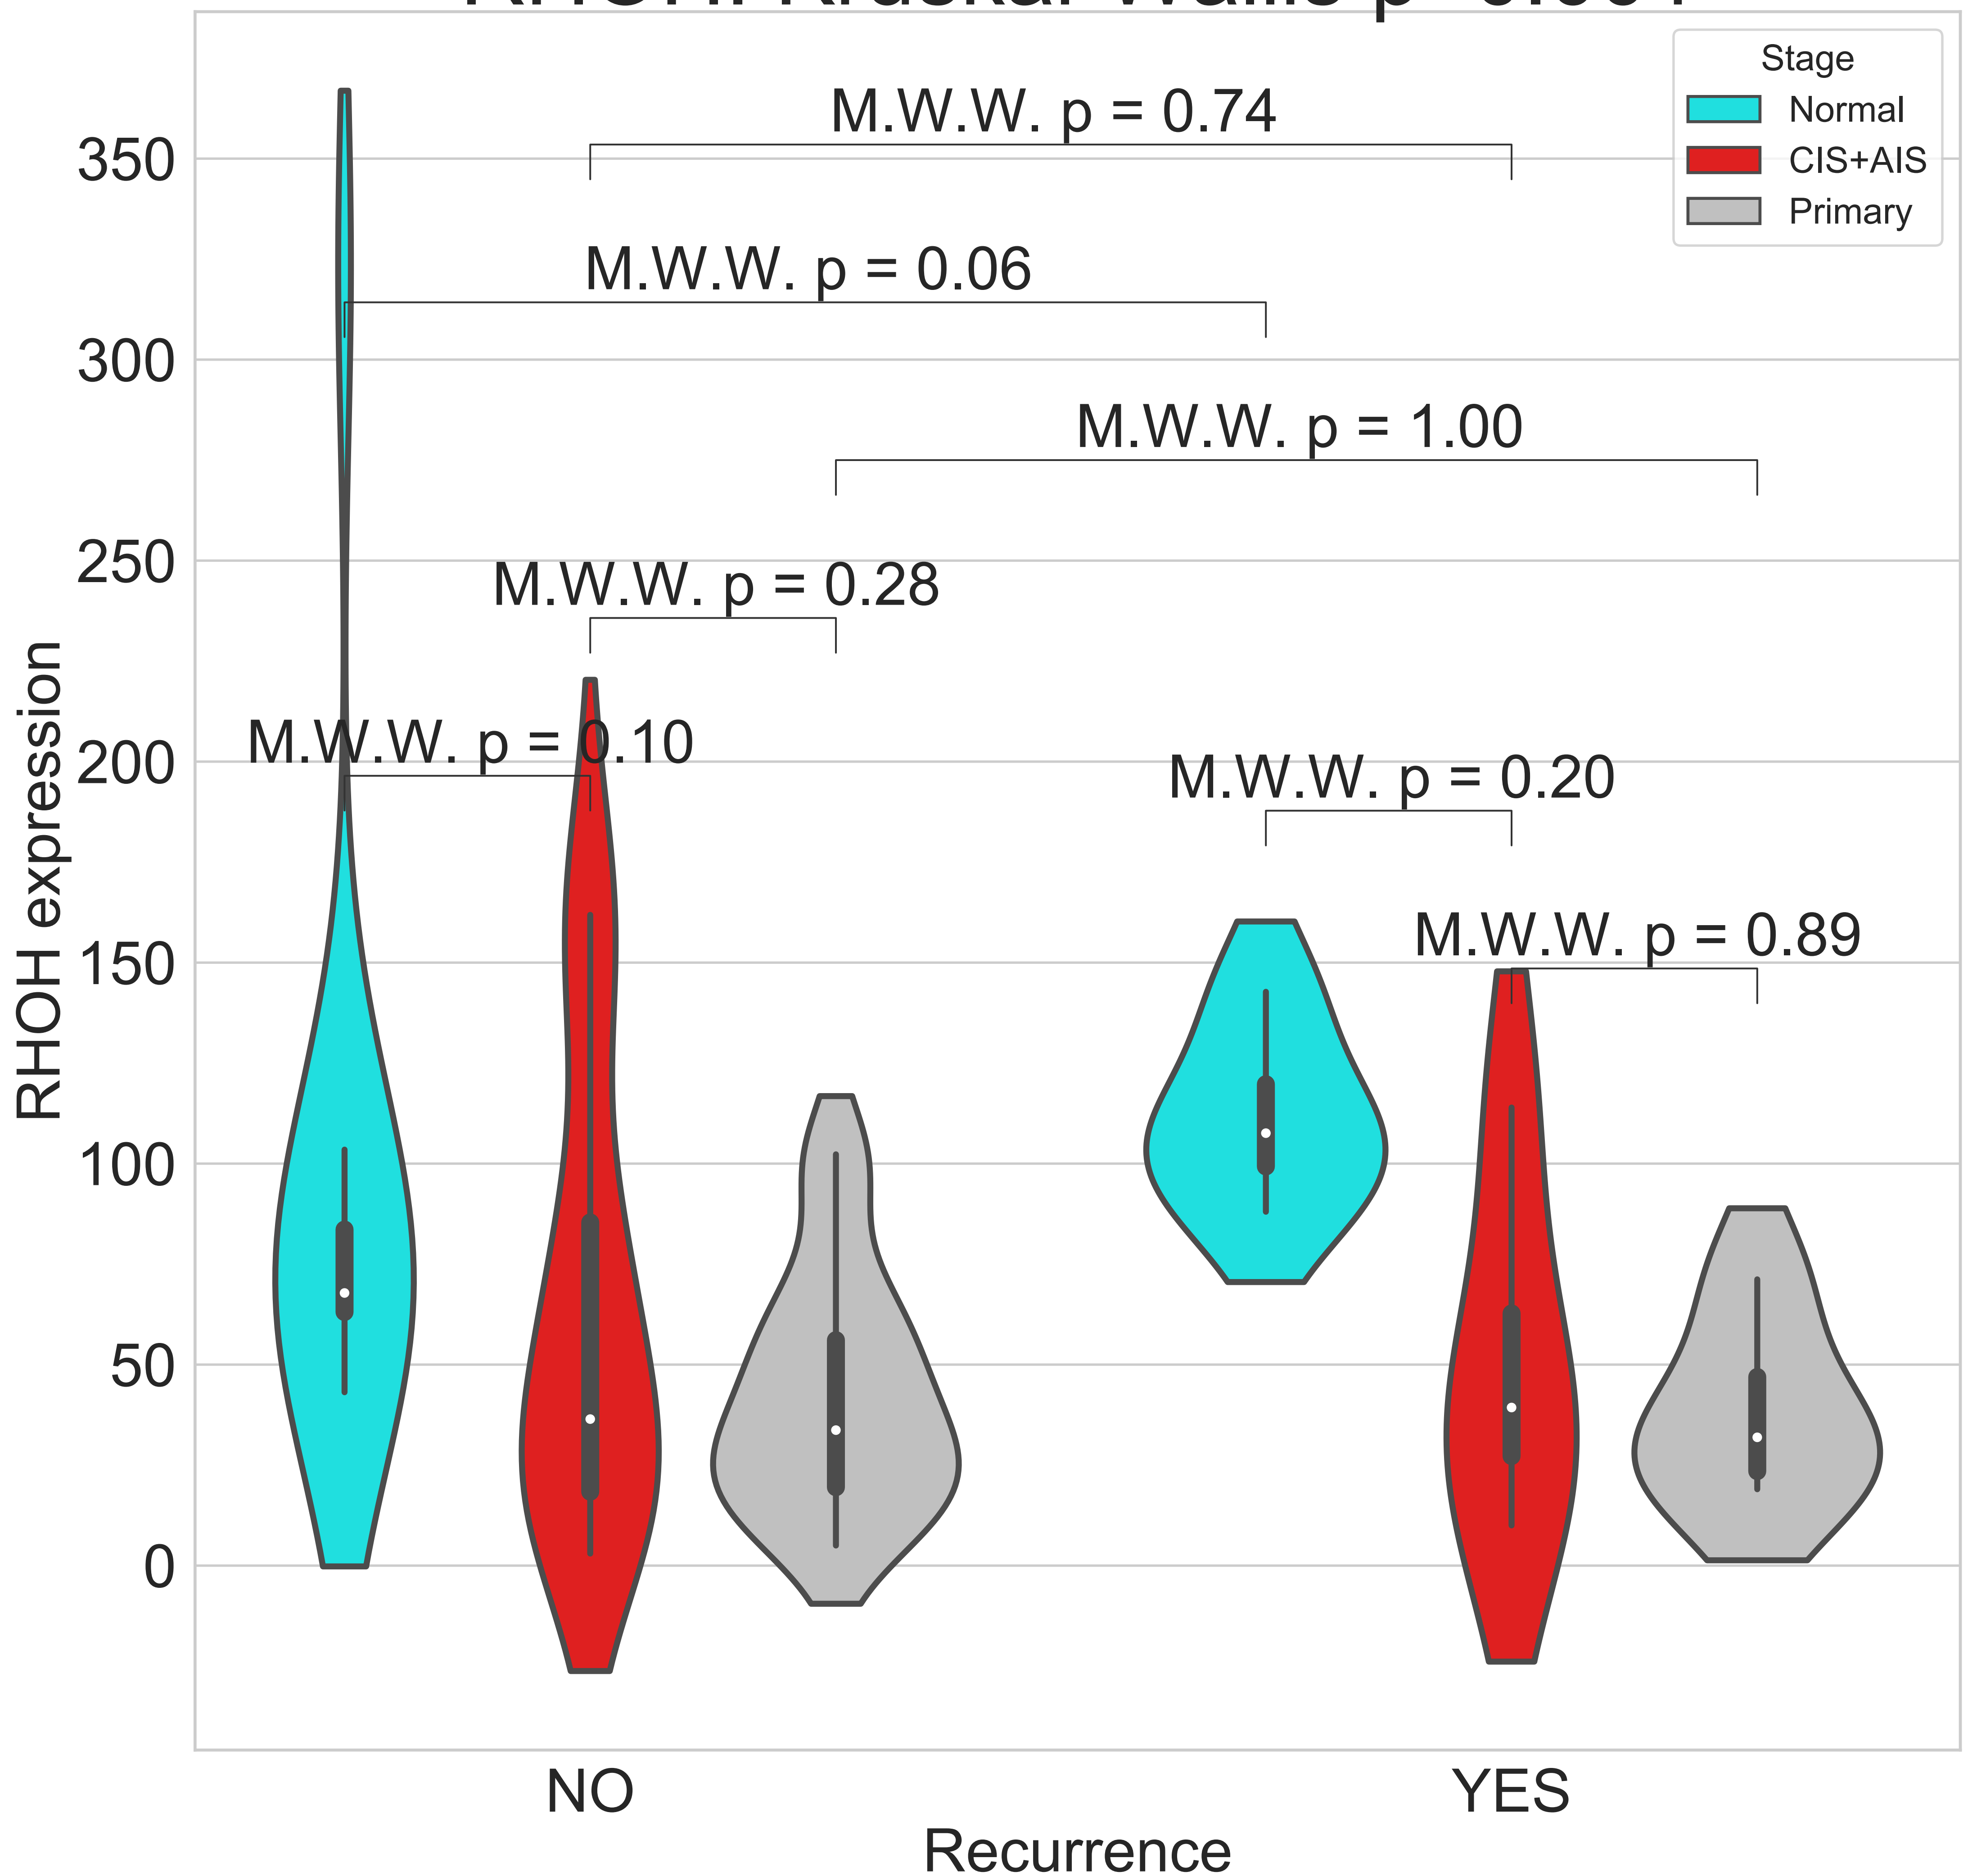 Stage
Normal
CIS+AIS
Primary
M.W.W. p = 0.74
M.W.W. p = 0.06
M.W.W. p = 1.00
M.W.W. p = 0.28
M.W.W. p = 0.10
M.W.W. p = 0.20
M.W.W. p = 0.89
350
300
250
200
150
100
50
0
RHOH expression
NO
YES
Recurrence